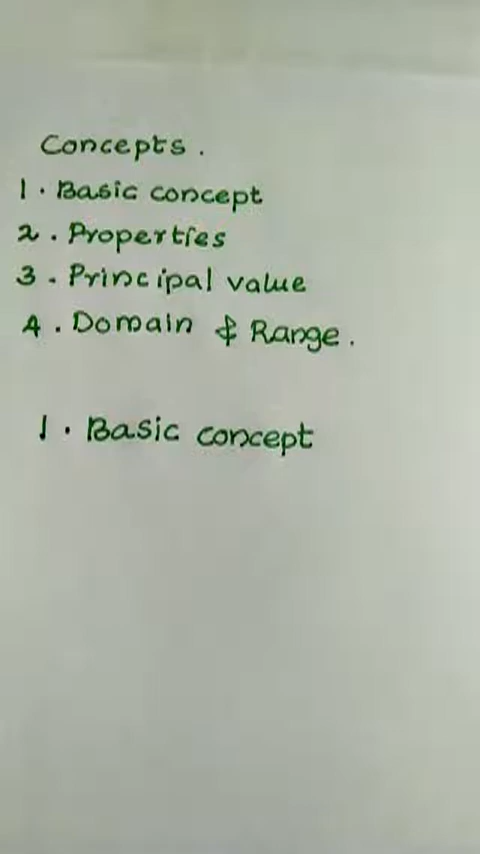 Concepts.
1. Basic concept
2. Properties
3. Principal value
4. Domain & Range.
1. Basic concept